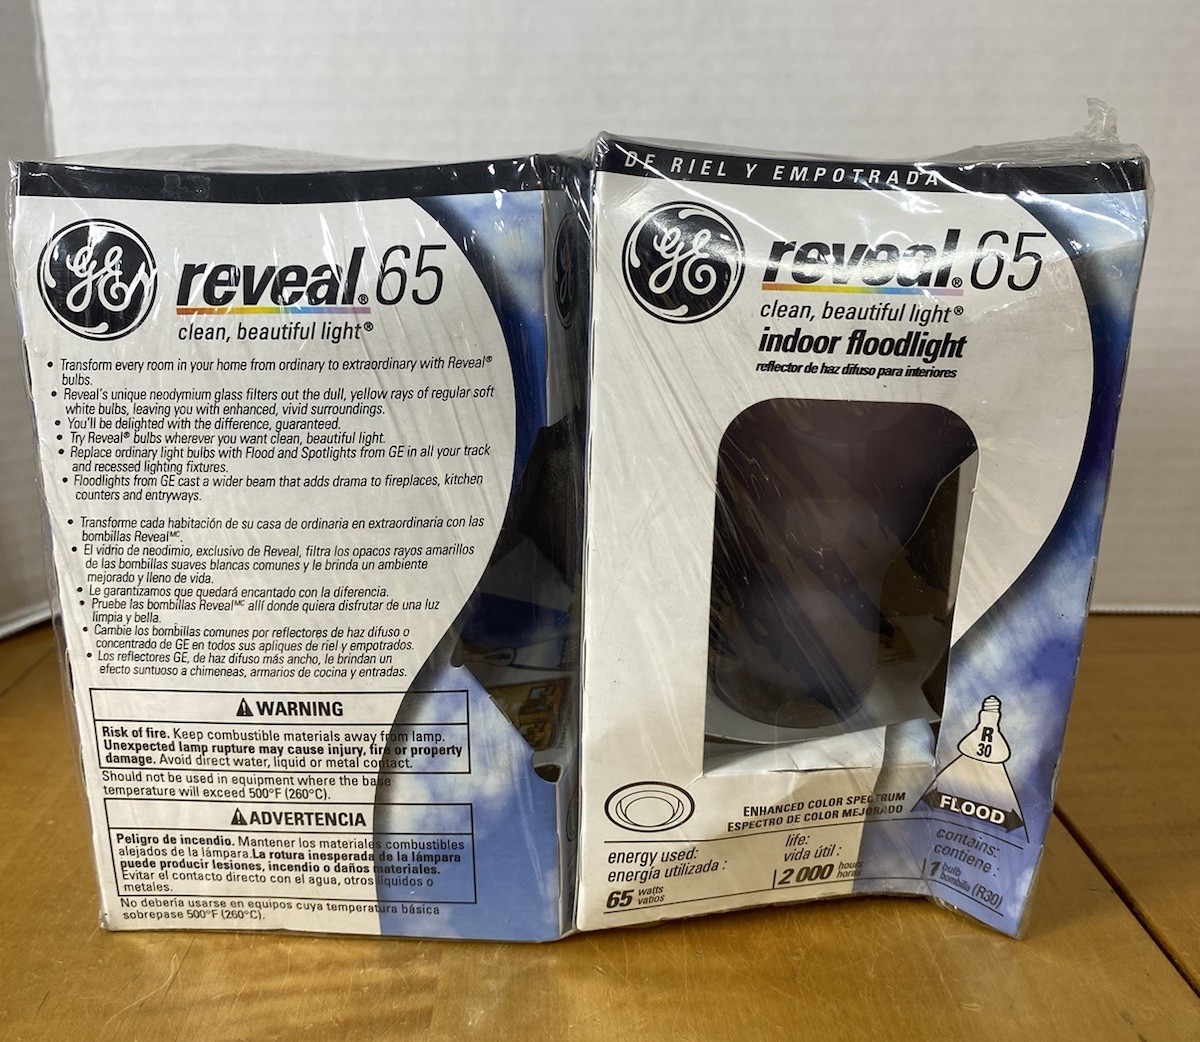 GE
reveal® 65
clean, beautiful light®
• Transform every room in your home from ordinary to extraordinary with Reveal®
bulbs.
• Reveal's unique neodymium glass filters out the dull, yellow rays of regular soft
white bulbs, leaving you with enhanced, vivid surroundings.
• You'll be delighted with the difference, guaranteed.
• Try Reveal® bulbs wherever you want clean, beautiful light.
• Replace ordinary light bulbs with Flood and Spotlights from GE in all your track
and recessed lighting fixtures.
• Floodlights from GE cast a wider beam that adds drama to fireplaces, kitchen
counters and entryways.
• Transforme cada habitación de su casa de ordinaria en extraordinaria con las
bombillas Reveal MC.
• El vidrio de neodimio, exclusivo de Reveal, filtra los opacos rayos amarillos
de las bombillas suaves blancas comunes y le brinda un ambiente
mejorado y lleno de vida.
• Le garantizamos que quedará encantado con la diferencia.
• Pruebe las bombillas Reveal MC allí donde quiera disfrutar de una luz
limpia y bella.
• Cambie los bombillas comunes por reflectores de haz difuso o
concentrado de GE en todos sus apliques de riel y empotrados.
• Los reflectores GE, de haz difuso más ancho, le brindan un
efecto suntuoso a chimeneas, armarios de cocina y entradas.
⚠ WARNING
Risk of fire. Keep combustible materials away from lamp.
Unexpected lamp rupture may cause injury, fire or property
damage. Avoid direct water, liquid or metal contact.
Should not be used in equipment where the base
temperature will exceed 500°F (260°C).
⚠ ADVERTENCIA
Peligro de incendio. Mantener los materiales combustibles
alejados de la lámpara.La rotura inesperada de la lámpara
puede producir lesiones, incendio o daños materiales.
Evitar el contacto directo con el agua, otros líquidos o
metales.
No debería usarse en equipos cuya temperatura básica
sobrepase 500°F (260°C).
DE RIEL Y EMPOTRADA
GE
reveal® 65
clean, beautiful light®
indoor floodlight
reflector de haz difuso para interiores
R
30
FLOOD
ENHANCED COLOR SPECTRUM
ESPECTRO DE COLOR MEJORADO
energy used:
energía utilizada :
65 watts
vatios
life:
vida útil :
2 000 hours
horas
contains:
contiene :
1 bulb
bombilla (R30)